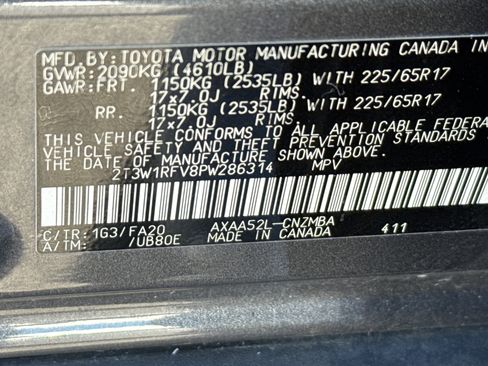 MFD.BY:TOYOTA MOTOR MANUFACTURING CANADA IN
GVWR:2090KG (4610LB)
GAWR:FRT. 1150KG (2535LB) WITH 225/65R17
17x7.0J RIMS,
RR. 1150KG (2535LB) WITH 225/65R17
17x7.0J RIMS,
THIS VEHICLE CONFORMS TO ALL APPLICABLE FEDERA
VEHICLE SAFETY AND THEFT PREVENTION STANDARDS
THE DATE OF MANUFACTURE SHOWN ABOVE.
2T3W1RFV8PW286314 MPV
C/TR:1G3/FA20 AXAA52L-CNZMBA 411
A/TM: /UB80E MADE IN CANADA